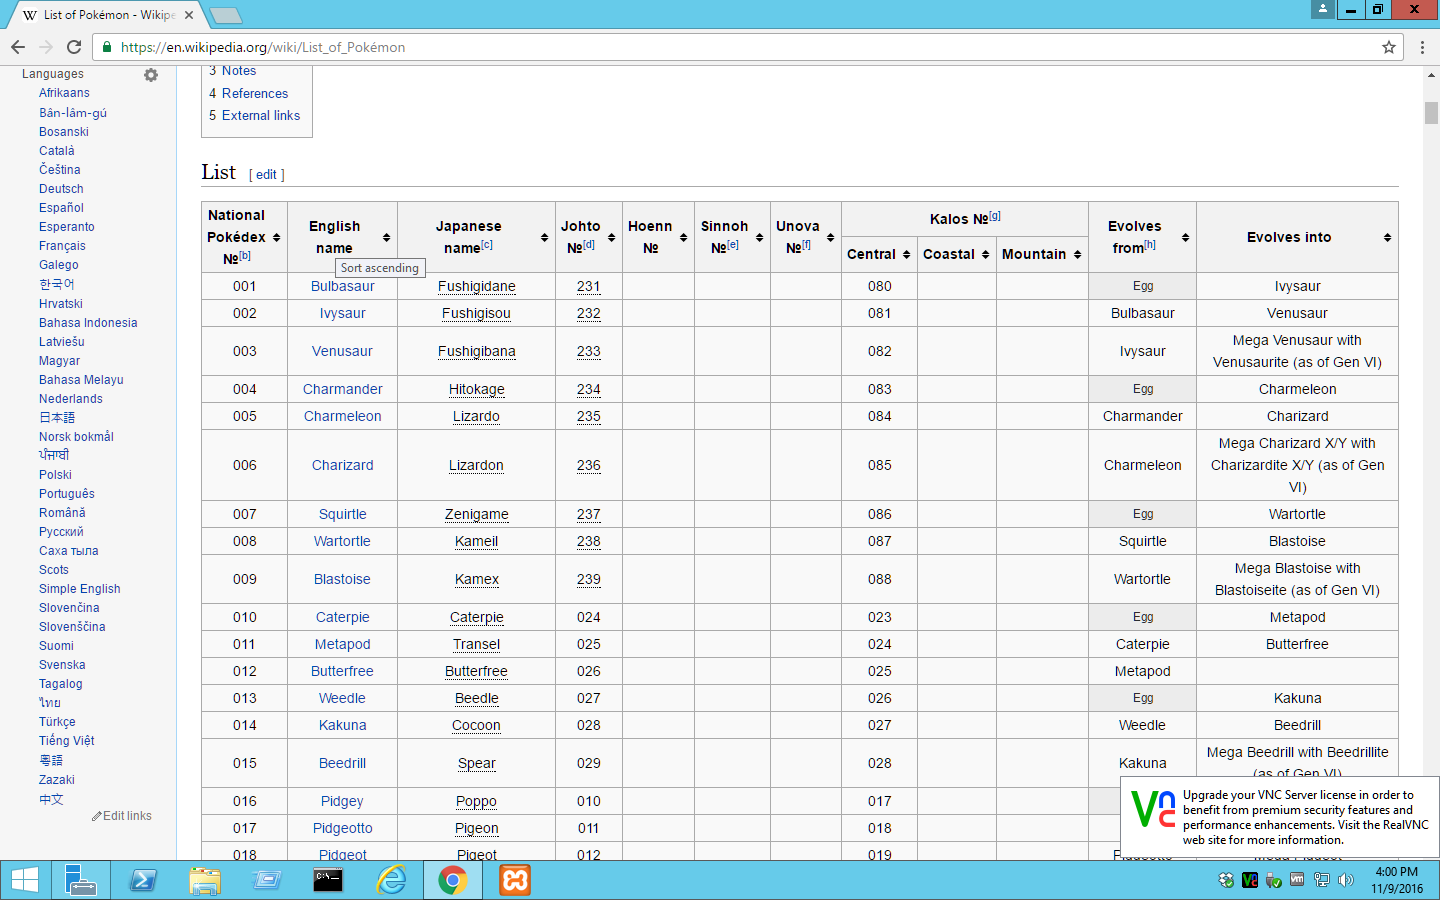 List of Pokémon - Wikipe
https://en.wikipedia.org/wiki/List_of_Pokémon
Languages
Afrikaans
Bân-lâm-gú
Bosanski
Català
Čeština
Deutsch
Español
Esperanto
Français
Galego
한국어
Hrvatski
Bahasa Indonesia
Latviešu
Magyar
Bahasa Melayu
Nederlands
日本語
Norsk bokmål
ਪੰਜਾਬੀ
Polski
Português
Română
Русский
Саха тыла
Scots
Simple English
Slovenčina
Slovenščina
Suomi
Svenska
Tagalog
ไทย
Türkçe
Tiếng Việt
粵語
Zazaki
中文
Edit links
3 Notes
4 References
5 External links
List [ edit ]
National Pokédex №[b] English name Japanese name[c] Johto №[d] Hoenn № Sinnoh №[e] Unova №[f] Kalos №[g] Evolves from[h] Evolves into
Central Coastal Mountain
Sort ascending
001 Bulbasaur Fushigidane 231 080 Egg Ivysaur
002 Ivysaur Fushigisou 232 081 Bulbasaur Venusaur
003 Venusaur Fushigibana 233 082 Ivysaur Mega Venusaur with Venusaurite (as of Gen VI)
004 Charmander Hitokage 234 083 Egg Charmeleon
005 Charmeleon Lizardo 235 084 Charmander Charizard
006 Charizard Lizardon 236 085 Charmeleon Mega Charizard X/Y with Charizardite X/Y (as of Gen VI)
007 Squirtle Zenigame 237 086 Egg Wartortle
008 Wartortle Kameil 238 087 Squirtle Blastoise
009 Blastoise Kamex 239 088 Wartortle Mega Blastoise with Blastoiseite (as of Gen VI)
010 Caterpie Caterpie 024 023 Egg Metapod
011 Metapod Transel 025 024 Caterpie Butterfree
012 Butterfree Butterfree 026 025 Metapod
013 Weedle Beedle 027 026 Egg Kakuna
014 Kakuna Cocoon 028 027 Weedle Beedrill
015 Beedrill Spear 029 028 Kakuna Mega Beedrill with Beedrillite (as of Gen VI)
016 Pidgey Poppo 010 017
017 Pidgeotto Pigeon 011 018
018 Pidgeot Pigeot 012 019
Upgrade your VNC Server license in order to
benefit from premium security features and
performance enhancements. Visit the RealVNC
web site for more information.
4:00 PM
11/9/2016